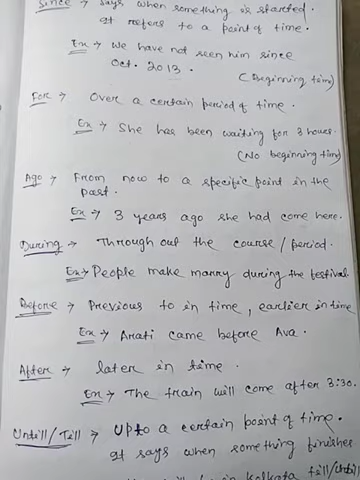 Since → says when something is started.
It refers to a point of time.
Ex → We have not seen him since
Oct. 2013.
(Beginning time)
For → Over a certain period of time.
Ex → She has been waiting for 3 hours.
(No beginning time)
Ago → From now to a specific point in the
past.
Ex → 3 years ago she had come here.
During → Through out the course/period.
Ex → People make marry during the festival
Before → Previous to in time, earlier in time
Ex → Arati came before Ava.
After → later in time.
Ex → The train will come after 3:30.
Untill/Till → Upto a certain point of time.
It says when something finishes
in Kolkata till/until